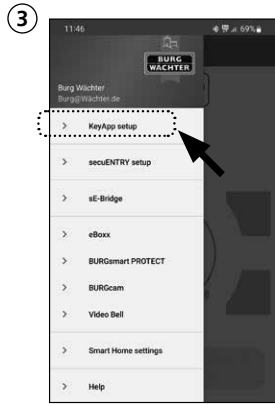 3
11:46
69%
BURG
WÄCHTER
Burg Wächter
Burg@Wächter.de
> KeyApp setup
> secuENTRY setup
> sE-Bridge
> eBoxx
> BURGsmart PROTECT
> BURGcam
> Video Bell
> Smart Home settings
> Help